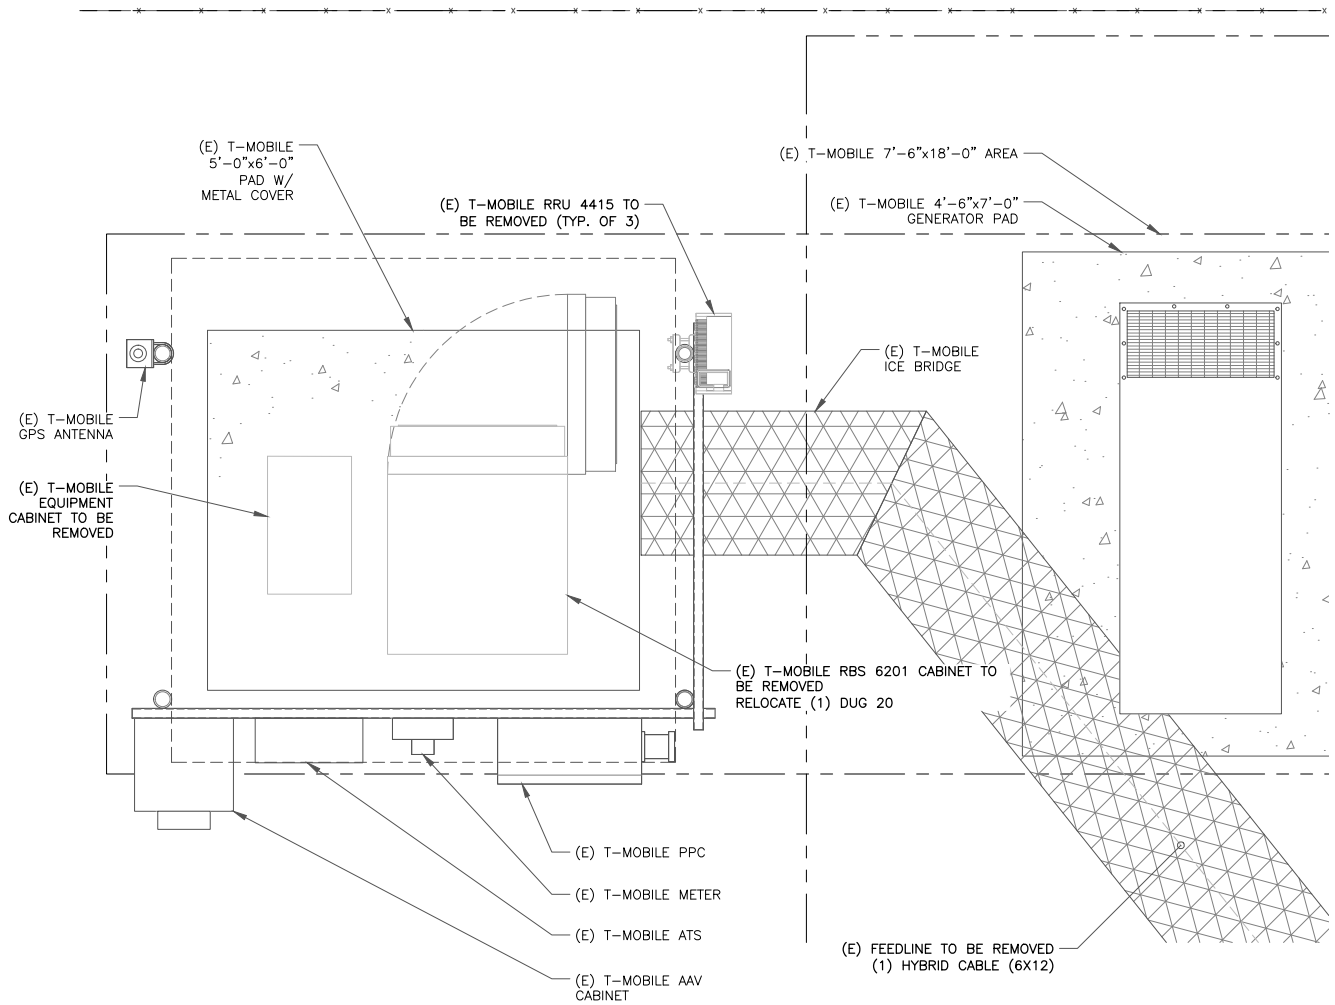 (E) T-MOBILE
5'-0"x6'-0"
PAD W/
METAL COVER
(E) T-MOBILE RRU 4415 TO
BE REMOVED (TYP. OF 3)
(E) T-MOBILE 7'-6"x18'-0" AREA
(E) T-MOBILE 4'-6"x7'-0"
GENERATOR PAD
(E) T-MOBILE
ICE BRIDGE
(E) T-MOBILE
GPS ANTENNA
(E) T-MOBILE
EQUIPMENT
CABINET TO BE
REMOVED
(E) T-MOBILE RBS 6201 CABINET TO
BE REMOVED
RELOCATE (1) DUG 20
(E) T-MOBILE PPC
(E) T-MOBILE METER
(E) T-MOBILE ATS
(E) T-MOBILE AAV
CABINET
(E) FEEDLINE TO BE REMOVED
(1) HYBRID CABLE (6X12)